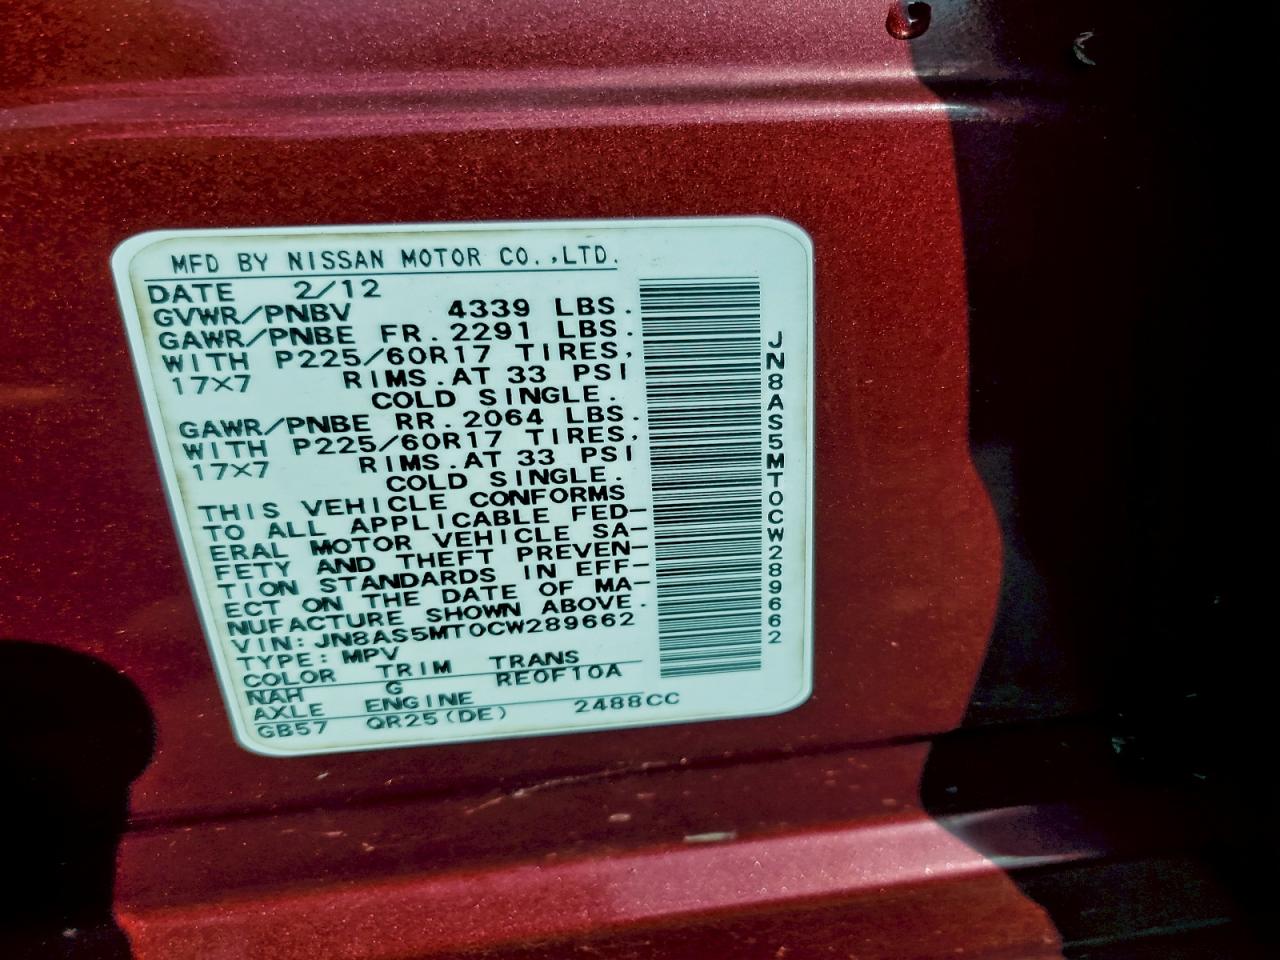 MFD BY NISSAN MOTOR CO.,LTD.
DATE 2/12
GVWR/PNBV 4339 LBS.
GAWR/PNBE FR. 2291 LBS.
WITH P225/60R17 TIRES,
17X7 RIMS.AT 33 PSI
COLD SINGLE.
GAWR/PNBE RR. 2064 LBS.
WITH P225/60R17 TIRES,
17X7 RIMS.AT 33 PSI
COLD SINGLE.
THIS VEHICLE CONFORMS
TO ALL APPLICABLE FED-
ERAL MOTOR VEHICLE SA-
FETY AND THEFT PREVEN-
TION STANDARDS IN EFF-
ECT ON THE DATE OF MA-
NUFACTURE SHOWN ABOVE.
VIN: JN8AS5MT0CW289662
TYPE: MPV
COLOR TRIM TRANS
NAH G RE0F10A
AXLE ENGINE
GB57 QR25(DE) 2488CC
JN8AS5MT0CW289662